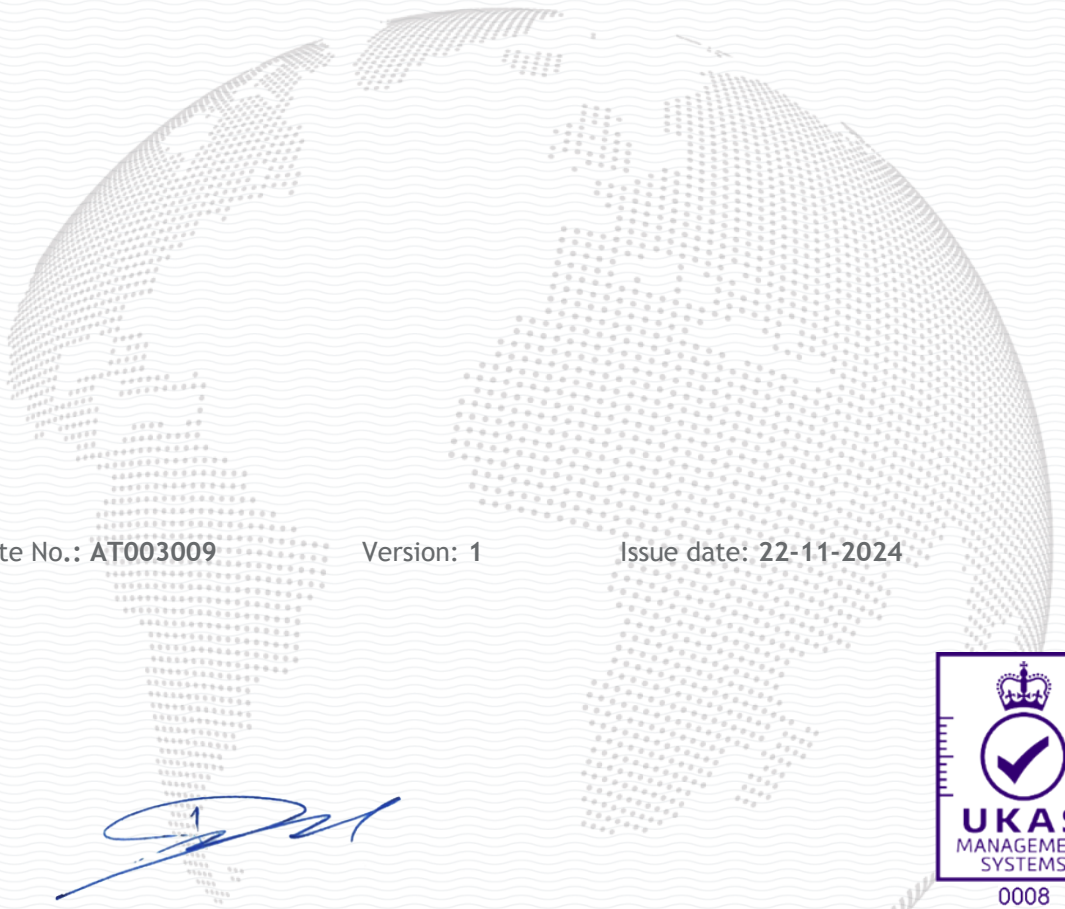 te No.: AT003009 Version: 1 Issue date: 22-11-2024
UKAS
MANAGEME
SYSTEMS
0008